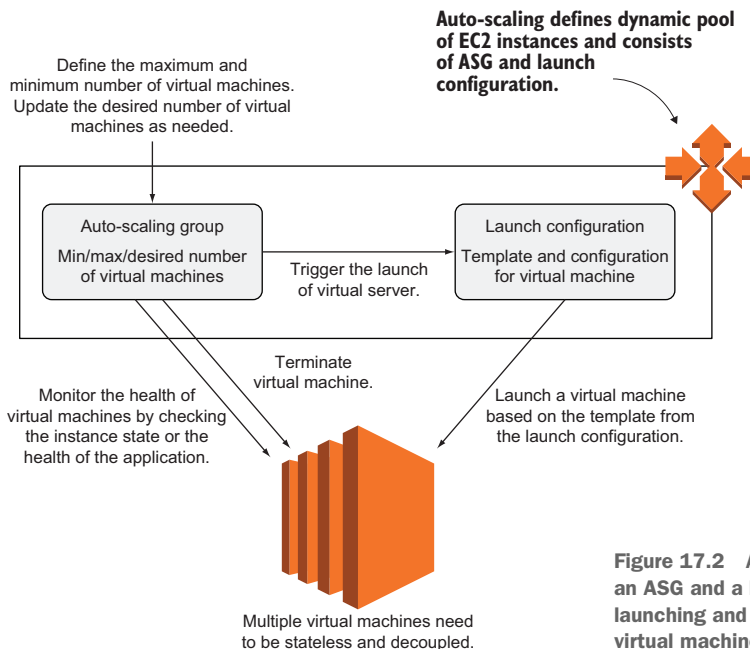 Auto-scaling defines dynamic pool
of EC2 instances and consists
of ASG and launch
configuration.
Define the maximum and
minimum number of virtual machines.
Update the desired number of virtual
machines as needed.
Auto-scaling group
Min/max/desired number
of virtual machines
Trigger the launch
of virtual server.
Launch configuration
Template and configuration
for virtual machine
Terminate
virtual machine.
Monitor the health of
virtual machines by checking
the instance state or the
health of the application.
Launch a virtual machine
based on the template from
the launch configuration.
Multiple virtual machines need
to be stateless and decoupled.
Figure 17.2
an ASG and a
launching and
virtual machine